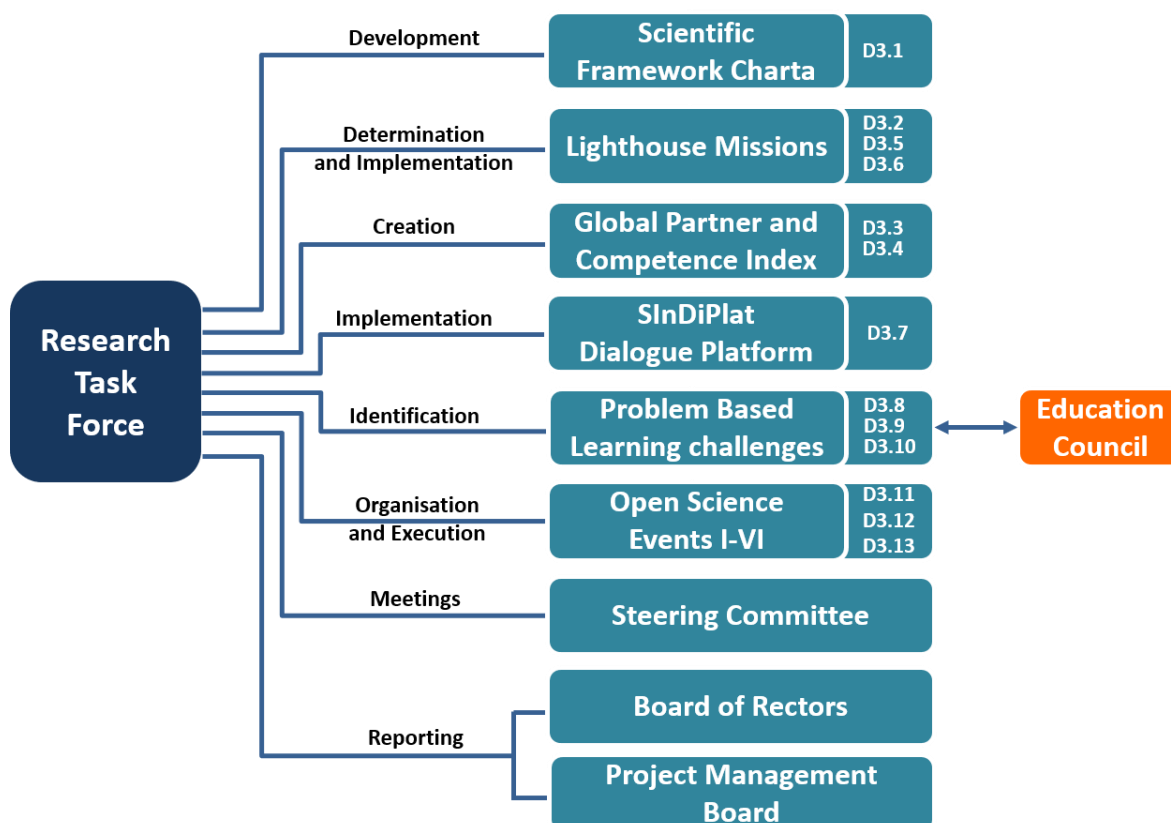 Development
Scientific
Framework Charta
D3.1
Determination
and Implementation
Lighthouse Missions
D3.2
D3.5
D3.6
Creation
Global Partner and
Competence Index
D3.3
D3.4
Research
Task
Force
Implementation
SInDiPlat
Dialogue Platform
D3.7
Identification
Problem Based
Learning challenges
D3.8
D3.9
D3.10
Education
Council
Organisation
and Execution
Open Science
Events I-VI
D3.11
D3.12
D3.13
Meetings
Steering Committee
Reporting
Board of Rectors
Project Management
Board